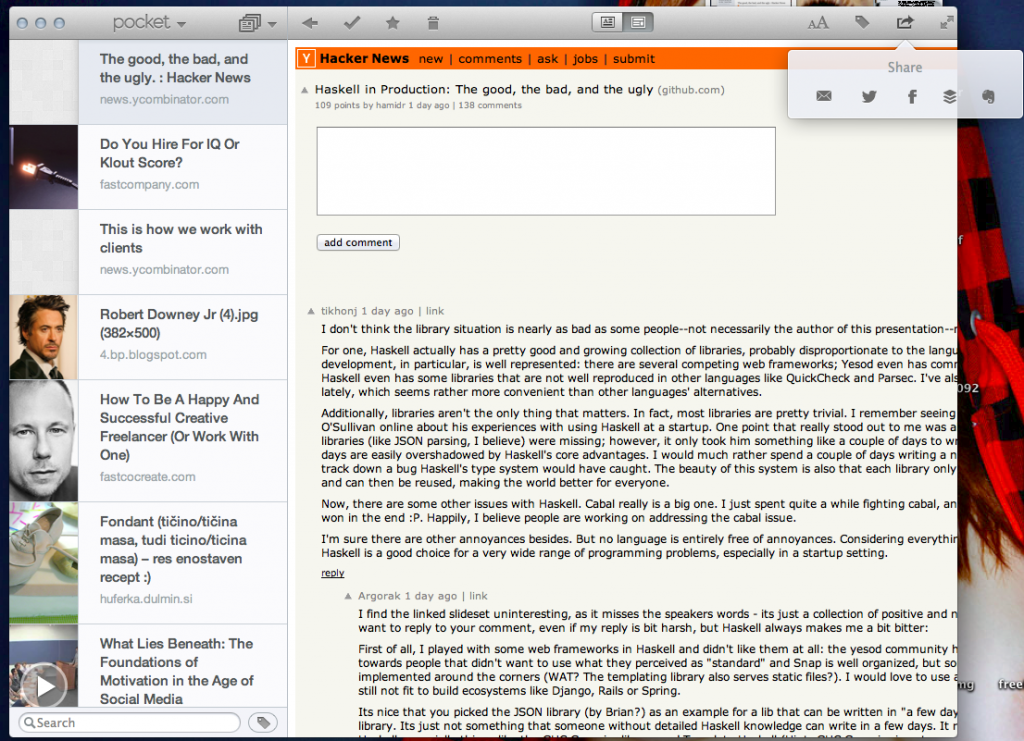 pocket
AA
The good, the bad, and
the ugly. : Hacker News
news.ycombinator.com
Do You Hire For IQ Or
Klout Score?
fastcompany.com
This is how we work with
clients
news.ycombinator.com
Robert Downey Jr (4).jpg
(382×500)
4.bp.blogspot.com
How To Be A Happy And
Successful Creative
Freelancer (Or Work With
One)
fastcocreate.com
Fondant (tičino/tičina
masa, tudi ticino/ticina
masa) – res enostaven
recept :)
huferka.dulmin.si
What Lies Beneath: The
Foundations of
Motivation in the Age of
Social Media
Search
Share
Y Hacker News new | comments | ask | jobs | submit
Haskell in Production: The good, the bad, and the ugly (github.com)
109 points by hamidr 1 day ago | 138 comments
add comment
tikhonj 1 day ago | link
I don't think the library situation is nearly as bad as some people--not necessarily the author of this presentation--
For one, Haskell actually has a pretty good and growing collection of libraries, probably disproportionate to the langu
development, in particular, is well represented: there are several competing web frameworks; Yesod even has com
Haskell even has some libraries that are not well reproduced in other languages like QuickCheck and Parsec. I've als
lately, which seems rather more convenient than other languages' alternatives.
Additionally, libraries aren't the only thing that matters. In fact, most libraries are pretty trivial. I remember seeing
O'Sullivan online about his experiences with using Haskell at a startup. One point that really stood out to me was a
libraries (like JSON parsing, I believe) were missing; however, it only took him something like a couple of days to w
days are easily overshadowed by Haskell's core advantages. I would much rather spend a couple of days writing a n
track down a bug Haskell's type system would have caught. The beauty of this system is also that each library only
and can then be reused, making the world better for everyone.
Now, there are some other issues with Haskell. Cabal really is a big one. I just spent quite a while fighting cabal, an
won in the end :P. Happily, I believe people are working on addressing the cabal issue.
I'm sure there are other annoyances besides. But no language is entirely free of annoyances. Considering everythin
Haskell is a good choice for a very wide range of programming problems, especially in a startup setting.
reply
Argorak 1 day ago | link
I find the linked slideset uninteresting, as it misses the speakers words - its just a collection of positive and n
want to reply to your comment, even if my reply is bit harsh, but Haskell always makes me a bit bitter:
First of all, I played with some web frameworks in Haskell and didn't like them at all: the yesod community h
towards people that didn't want to use what they perceived as "standard" and Snap is well organized, but so
implemented around the corners (WAT? The templating library also serves static files?). I would love to use a
still not fit to build ecosystems like Django, Rails or Spring.
Its nice that you picked the JSON library (by Brian?) as an example for a lib that can be written in "a few day
library. Its just not something that someone without detailed Haskell knowledge can write in a few days. It r
f
092
ng
free